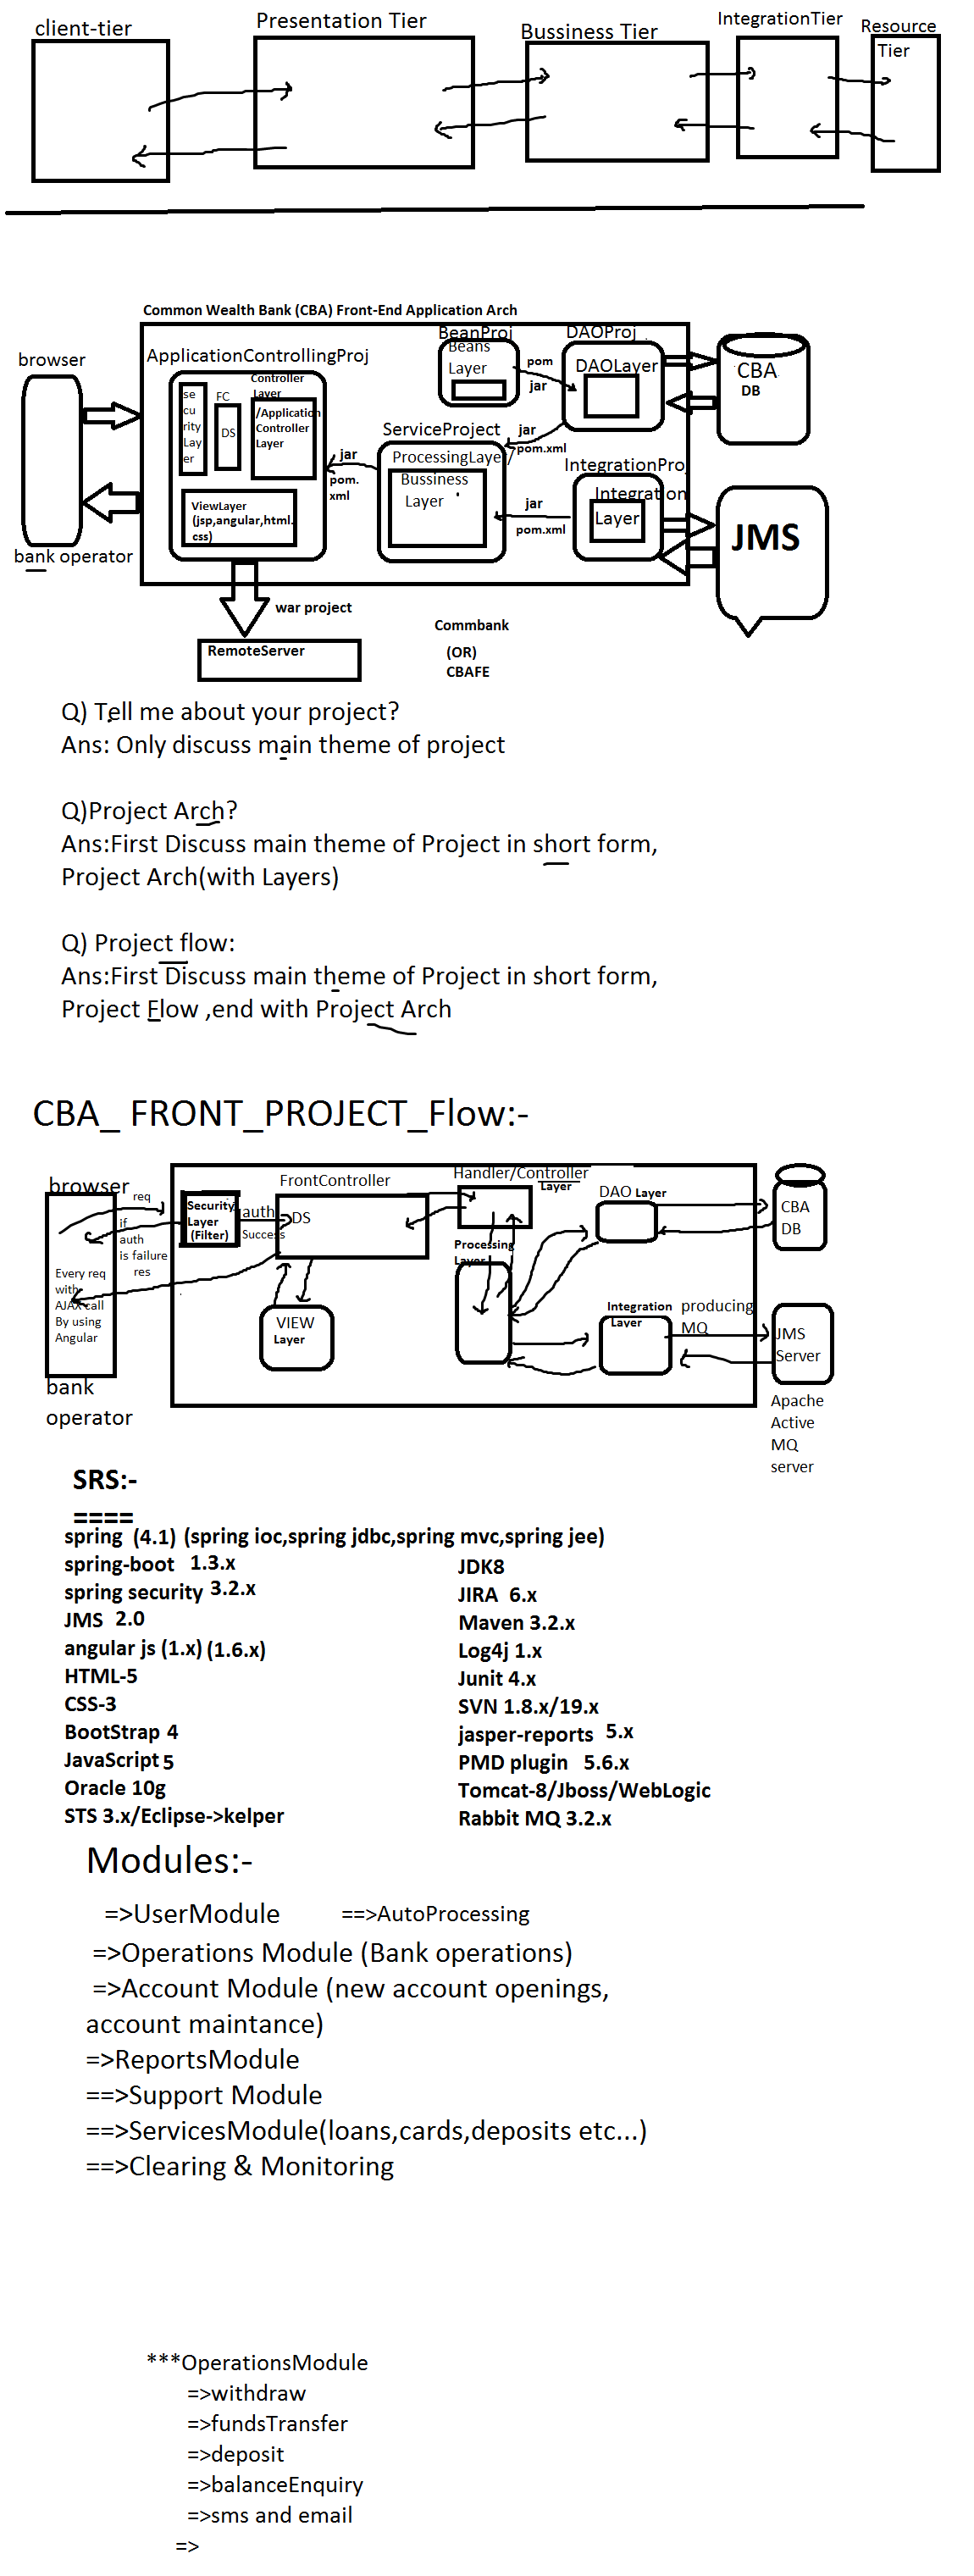 client-tier
Presentation Tier
Bussiness Tier
IntegrationTier
Resource
Tier
Common Wealth Bank (CBA) Front-End Application Arch
browser
bank operator
ApplicationControllingProj
se
cu
rityLay
er
FC
DS
Controller
Layer
/Application
Controller
Layer
ViewLayer
(jsp,angular,html.
css)
jar
pom.
xml
BeanProj
Beans
Layer
pom
jar
DAOProj
DAOLayer
jar
pom.xml
ServiceProject
ProcessingLayer/
Bussiness
Layer
jar
pom.xml
IntegrationProj
Integration
Layer
CBA
DB
JMS
war project
RemoteServer
Commbank
(OR)
CBAFE
Q) Tell me about your project?
Ans: Only discuss main theme of project
Q)Project Arch?
Ans:First Discuss main theme of Project in short form,
Project Arch(with Layers)
Q) Project flow:
Ans:First Discuss main theme of Project in short form,
Project Flow ,end with Project Arch
CBA_ FRONT_PROJECT_Flow:-
browser
req
if
auth
is failure
res
Every req
with
AJAX call
By using
Angular
bank
operator
Security
Layer
(Filter)
auth
Success
FrontController
DS
VIEW
Layer
Handler/Controller
Layer
Processing
Layer
DAO Layer
Integration
Layer
producing
MQ
CBA
DB
JMS
Server
Apache
Active
MQ
server
SRS:-
====
spring (4.1) (spring ioc,spring jdbc,spring mvc,spring jee)
spring-boot 1.3.x
spring security 3.2.x
JMS 2.0
angular js (1.x) (1.6.x)
HTML-5
CSS-3
BootStrap 4
JavaScript 5
Oracle 10g
STS 3.x/Eclipse->kelper
JDK8
JIRA 6.x
Maven 3.2.x
Log4j 1.x
Junit 4.x
SVN 1.8.x/19.x
jasper-reports 5.x
PMD plugin 5.6.x
Tomcat-8/Jboss/WebLogic
Rabbit MQ 3.2.x
Modules:-
=>UserModule ==>AutoProcessing
=>Operations Module (Bank operations)
=>Account Module (new account openings,
account maintance)
=>ReportsModule
==>Support Module
==>ServicesModule(loans,cards,deposits etc...)
==>Clearing & Monitoring
***OperationsModule
=>withdraw
=>fundsTransfer
=>deposit
=>balanceEnquiry
=>sms and email
=>